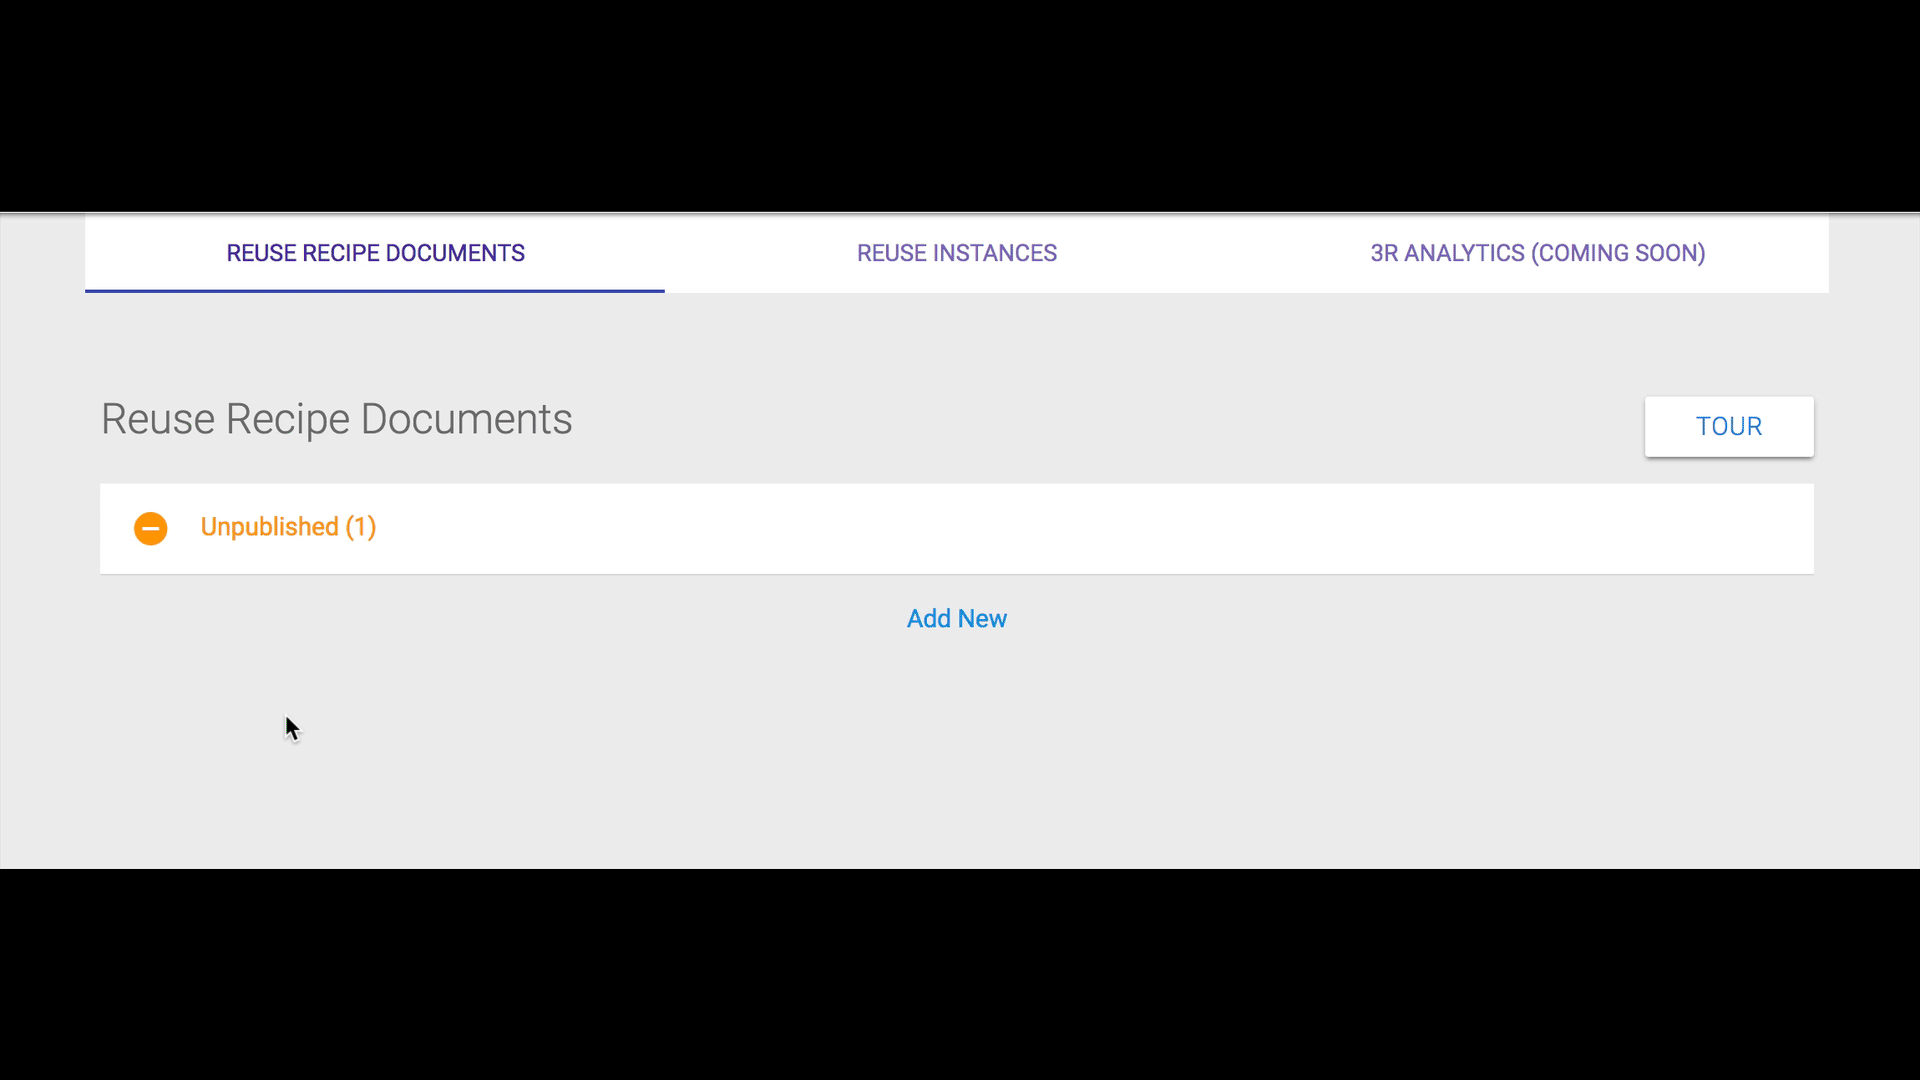 REUSE RECIPE DOCUMENTS
REUSE INSTANCES
3R ANALYTICS (COMING SOON)
Reuse Recipe Documents
TOUR
Unpublished (1)
Add New